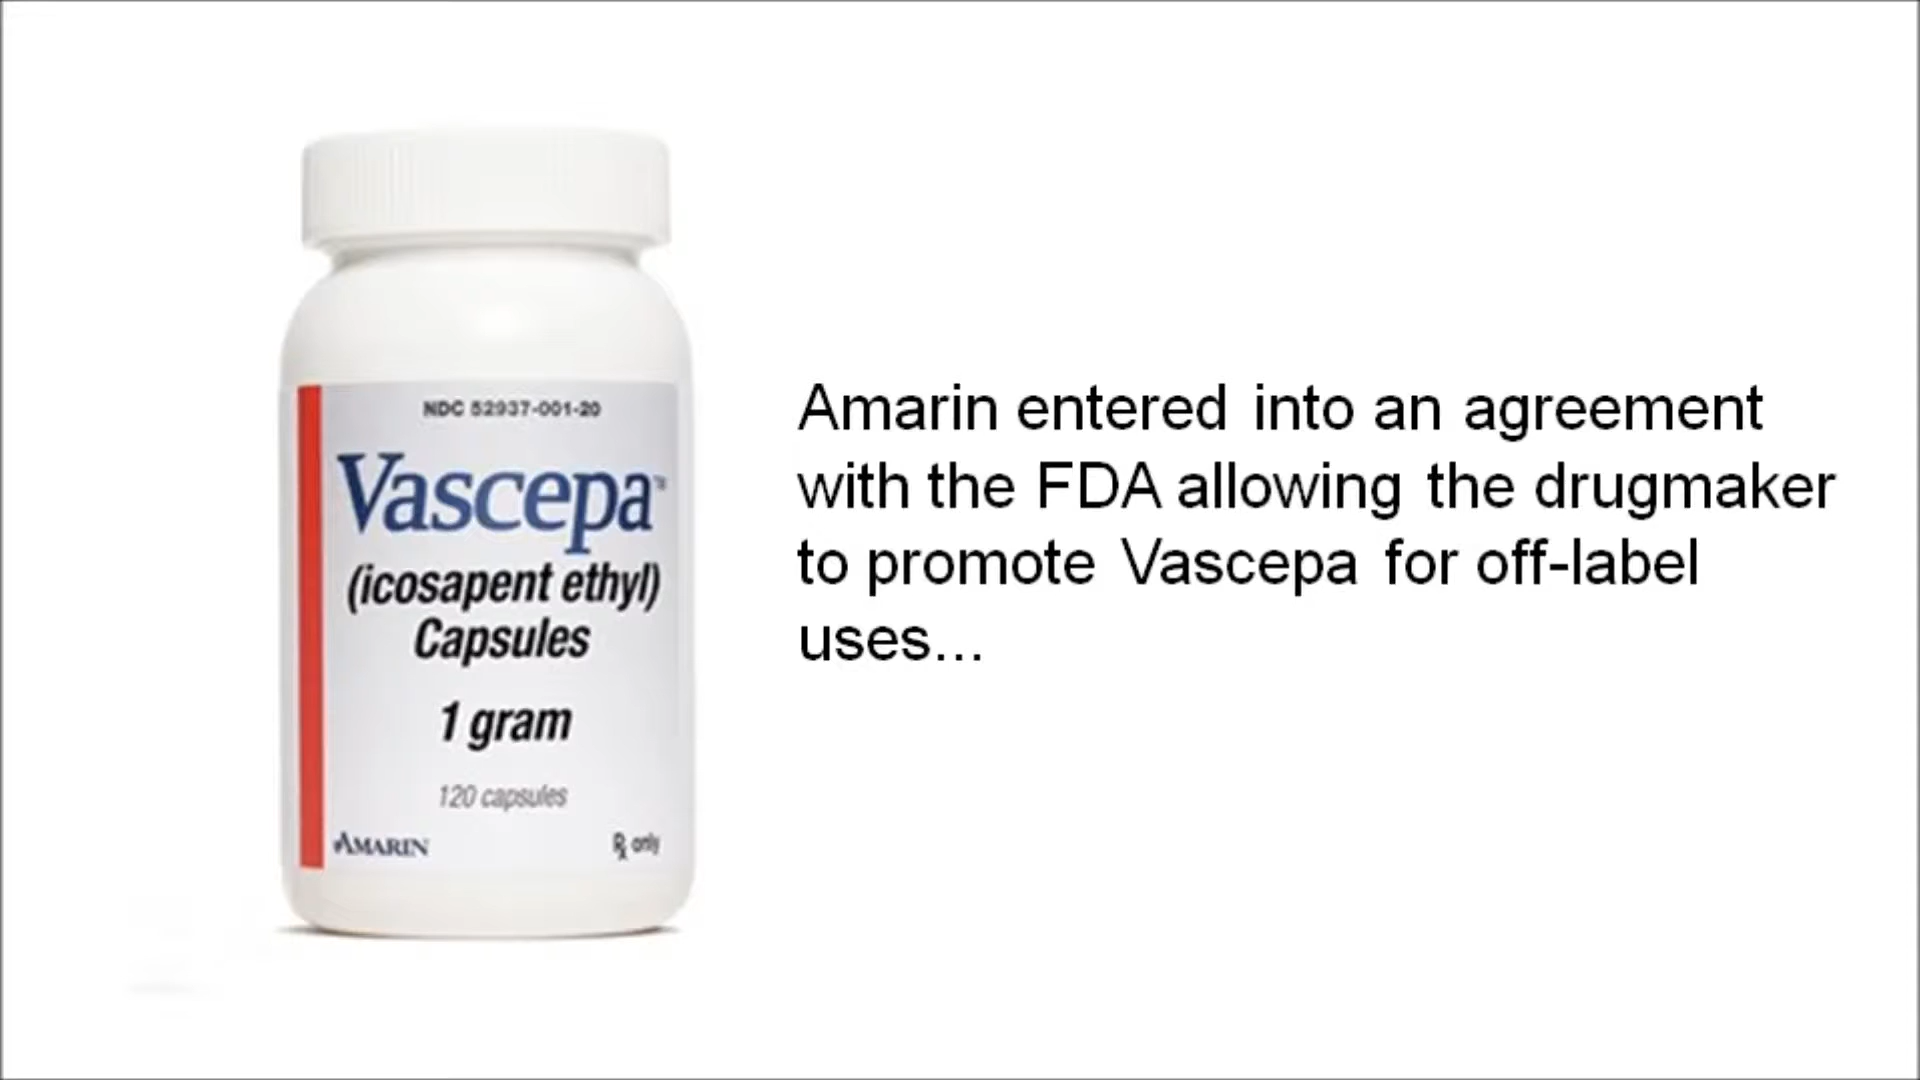 NDC 52937-001-20
Vascepa™
(icosapent ethyl)
Capsules
1 gram
120 capsules
AMARIN
℞ only
Amarin entered into an agreement
with the FDA allowing the drugmaker
to promote Vascepa for off-label
uses...